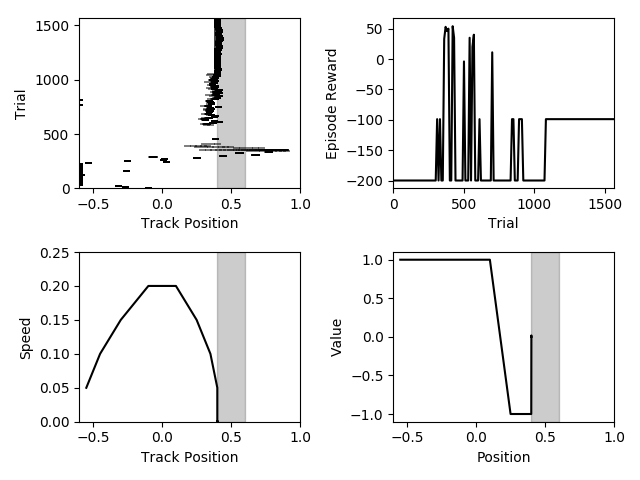 Trial
1500
1000
500
0
−0.5 0.0 0.5 1.0
Track Position
Episode Reward
50
0
−50
−100
−150
−200
0 500 1000 1500
Trial
Speed
0.25
0.20
0.15
0.10
0.05
0.00
−0.5 0.0 0.5 1.0
Track Position
Value
1.0
0.5
0.0
−0.5
−1.0
−0.5 0.0 0.5 1.0
Position